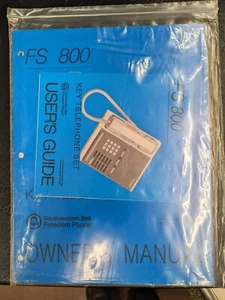 FS 800
FS 800
KEY TELEPHONE SET
USER'S GUIDE
Southwestern Bell
Freedom Phone
OWNER'S MANUAL